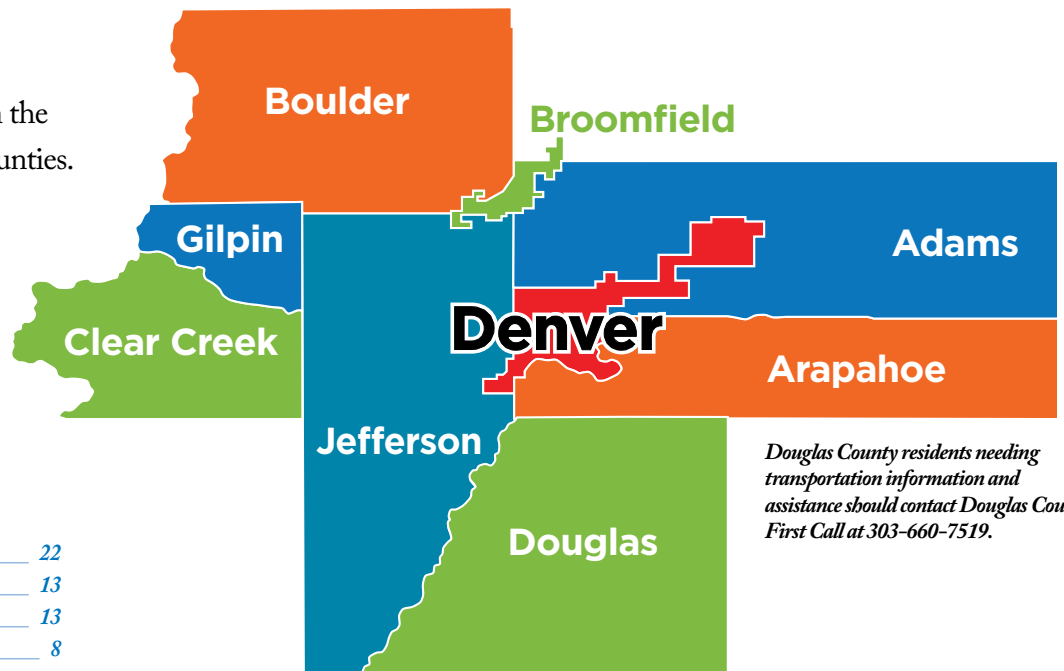 the
unties.
Boulder
Broomfield
Gilpin
Adams
Clear Creek
Denver
Arapahoe
Jefferson
Douglas County residents needing
transportation information and
assistance should contact Douglas Cou
First Call at 303-660-7519.
Douglas
22
13
13
8